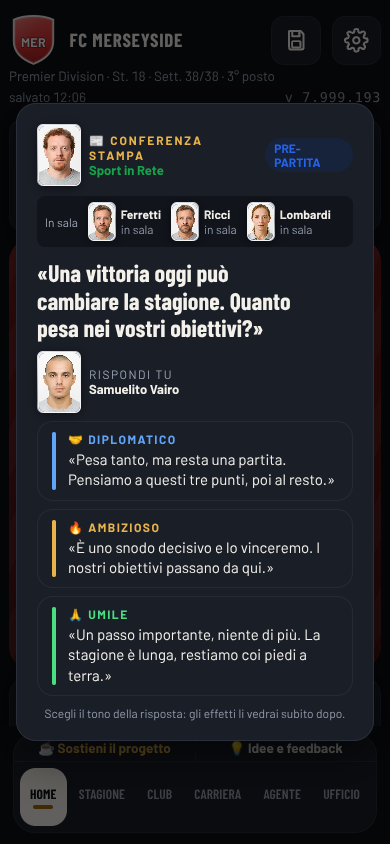 MER
FC MERSEYSIDE
Premier Division · St. 18 · Sett. 38/38 · 3° posto
salvato 12:06
v 7.999.193
📰 CONFERENZA
STAMPA
Sport in Rete
PRE-
PARTITA
In sala
Ferretti
in sala
Ricci
in sala
Lombardi
in sala
«Una vittoria oggi può
cambiare la stagione. Quanto
pesa nei vostri obiettivi?»
RISPONDI TU
Samuelito Vairo
🤝 DIPLOMATICO
«Pesa tanto, ma resta una partita.
Pensiamo a questi tre punti, poi al resto.»
🔥 AMBIZIOSO
«È uno snodo decisivo e lo vinceremo. I
nostri obiettivi passano da qui.»
🙏 UMILE
«Un passo importante, niente di più. La
stagione è lunga, restiamo coi piedi a
terra.»
Scegli il tono della risposta: gli effetti li vedrai subito dopo.
☕ Sostieni il progetto
💡 Idee e feedback
HOME
STAGIONE
CLUB
CARRIERA
AGENTE
UFFICIO